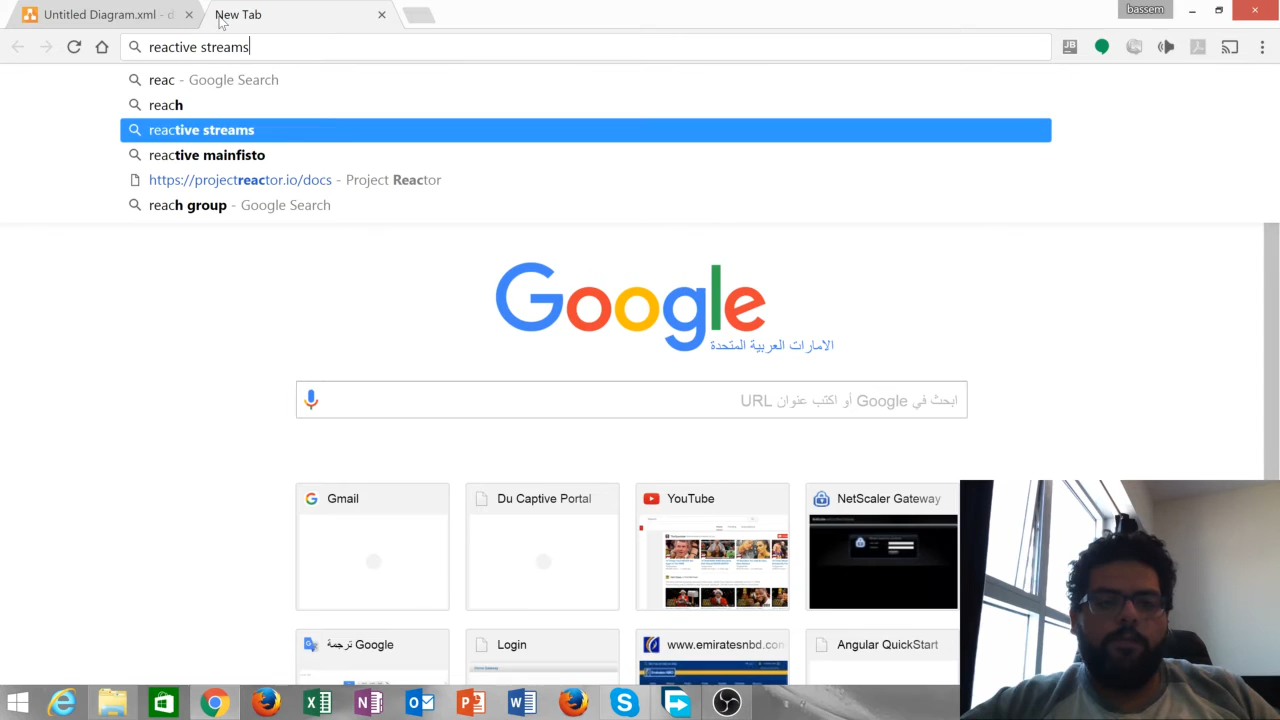 Untitled Diagram.xml - d
New Tab
bassem
reactive streams
JB
reac - Google Search
reach
reactive streams
reactive mainfisto
https://projectreactor.io/docs - Project Reactor
reach group - Google Search
Google
الامارات العربية المتحدة
ابحث في Google أو اكتب عنوان URL
Gmail
Du Captive Portal
YouTube
NetScaler Gateway
ترجمة Google
Login
www.emiratesnbd.con
Angular QuickStart